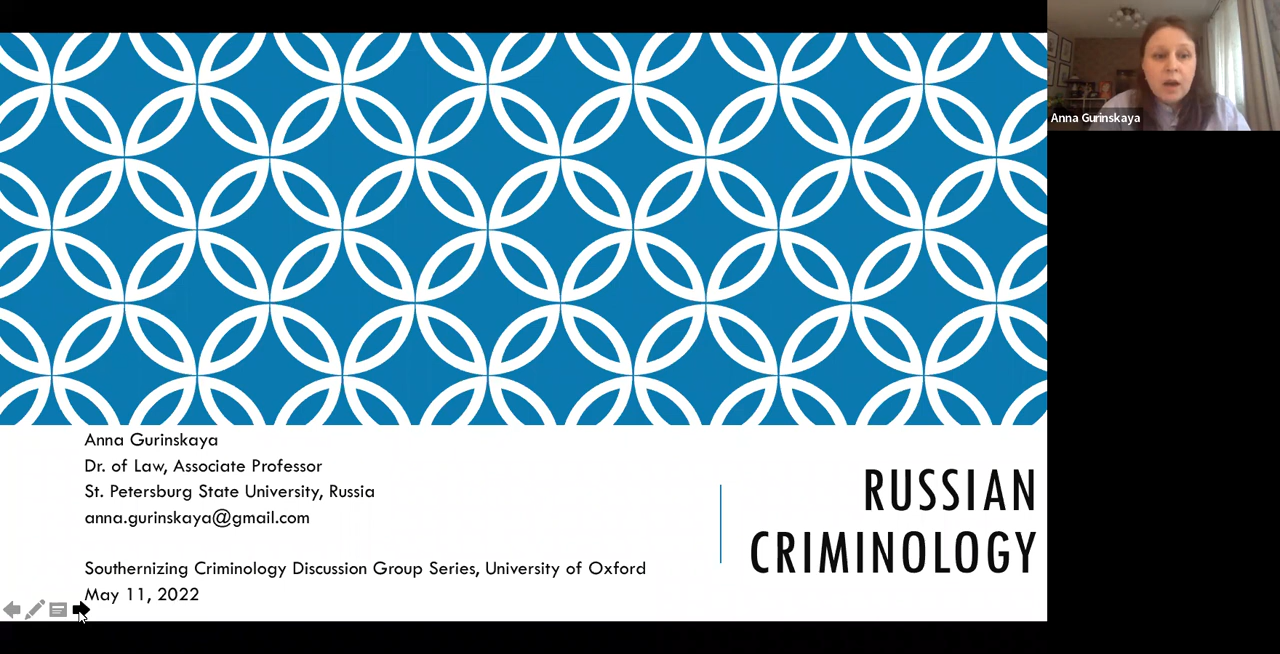 Anna Gurinskaya
Anna Gurinskaya
Dr. of Law, Associate Professor
St. Petersburg State University, Russia
anna.gurinskaya@gmail.com
Southernizing Criminology Discussion Group Series, University of Oxford
May 11, 2022
RUSSIAN
CRIMINOLOGY